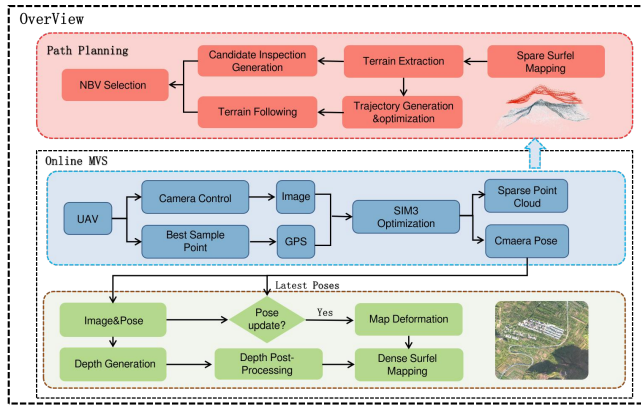 OverView
Path Planning
Candidate Inspection
Generation
Terrain Extraction
Spare Surfel
Mapping
NBV Selection
Terrain Following
Trajectory Generation
&optimization
Online MVS
UAV
Camera Control
Image
Best Sample
Point
GPS
SIM3
Optimization
Sparse Point
Cloud
Cmaera Pose
Latest Poses
Image&Pose
Pose
update?
Yes
Map Deformation
Depth Generation
Depth Post-
Processing
Dense Surfel
Mapping